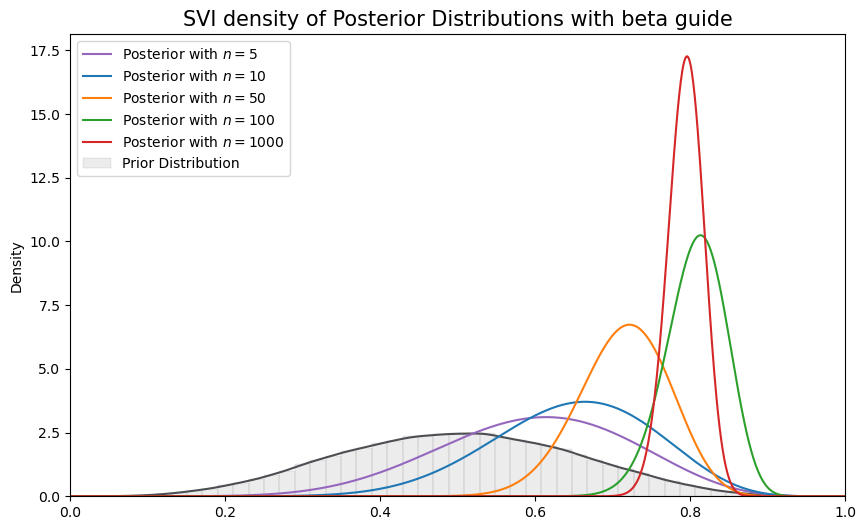 SVI density of Posterior Distributions with beta guide
17.5
15.0
12.5
10.0
7.5
5.0
2.5
0.0
Density
Posterior with n = 5
Posterior with n = 10
Posterior with n = 50
Posterior with n = 100
Posterior with n = 1000
Prior Distribution
0.0 0.2 0.4 0.6 0.8 1.0